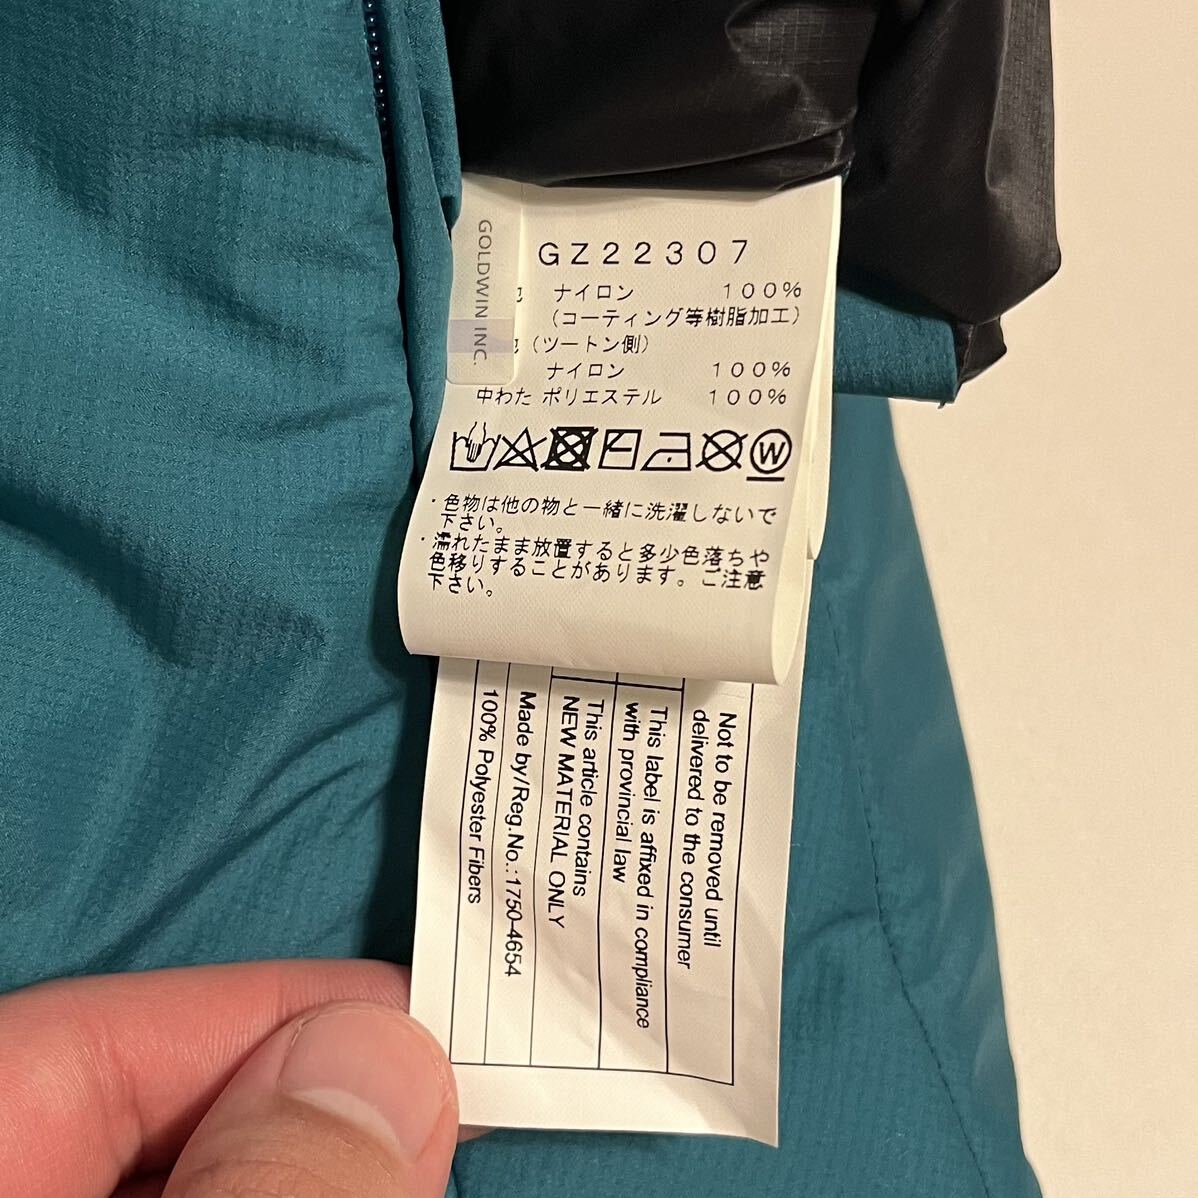 GOLDWIN INC.
GZ22307
ナイロン 100%
(コーティング等樹脂加工)
(ツートン側)
ナイロン 100%
中わた ポリエステル 100%
W
・色物は他の物と一緒に洗濯しないで
下さい。
・濡れたまま放置すると多少色落ちや
色移りすることがあります。ご注意
下さい。
Not to be removed until
delivered to the consumer
This label is affixed in compliance
with provincial law
This article contains
NEW MATERIAL ONLY
Made by/Reg.No.:1750-4654
100% Polyester Fibers